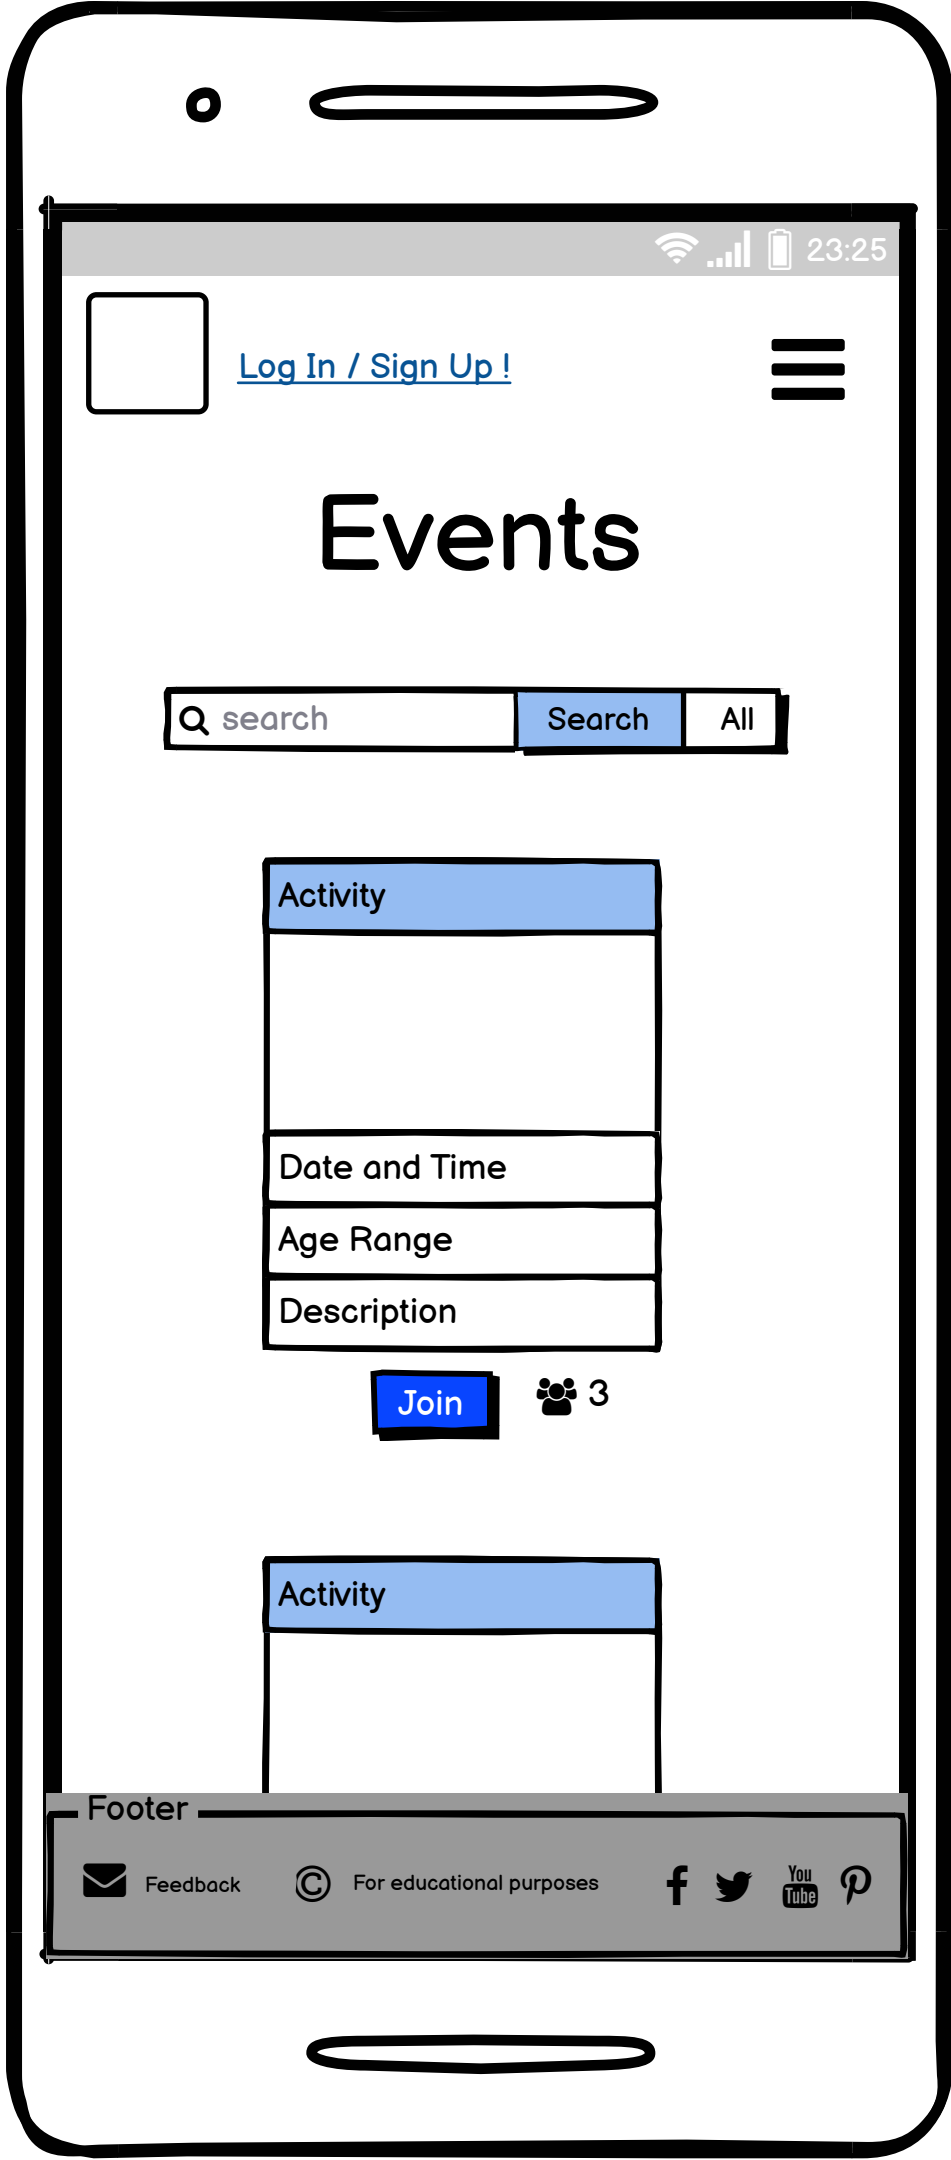 23:25
Log In / Sign Up !
Events
search Search All
Activity
Date and Time
Age Range
Description
Join 3
Activity
Footer
Feedback © For educational purposes f You Tube